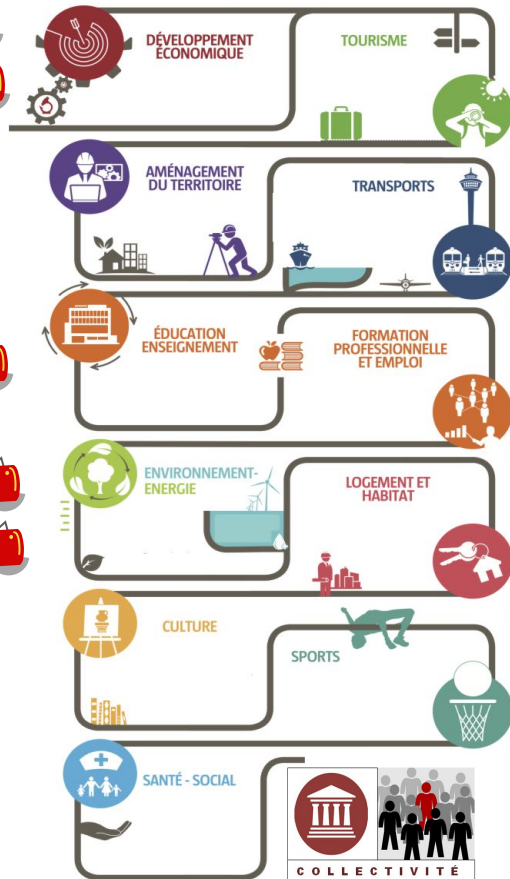 DÉVELOPPEMENT
ÉCONOMIQUE
TOURISME
AMÉNAGEMENT
DU TERRITOIRE
TRANSPORTS
ÉDUCATION
ENSEIGNEMENT
FORMATION
PROFESSIONNELLE
ET EMPLOI
ENVIRONNEMENT-
ENERGIE
LOGEMENT ET
HABITAT
CULTURE
SPORTS
SANTÉ - SOCIAL
COLLECTIVITÉ